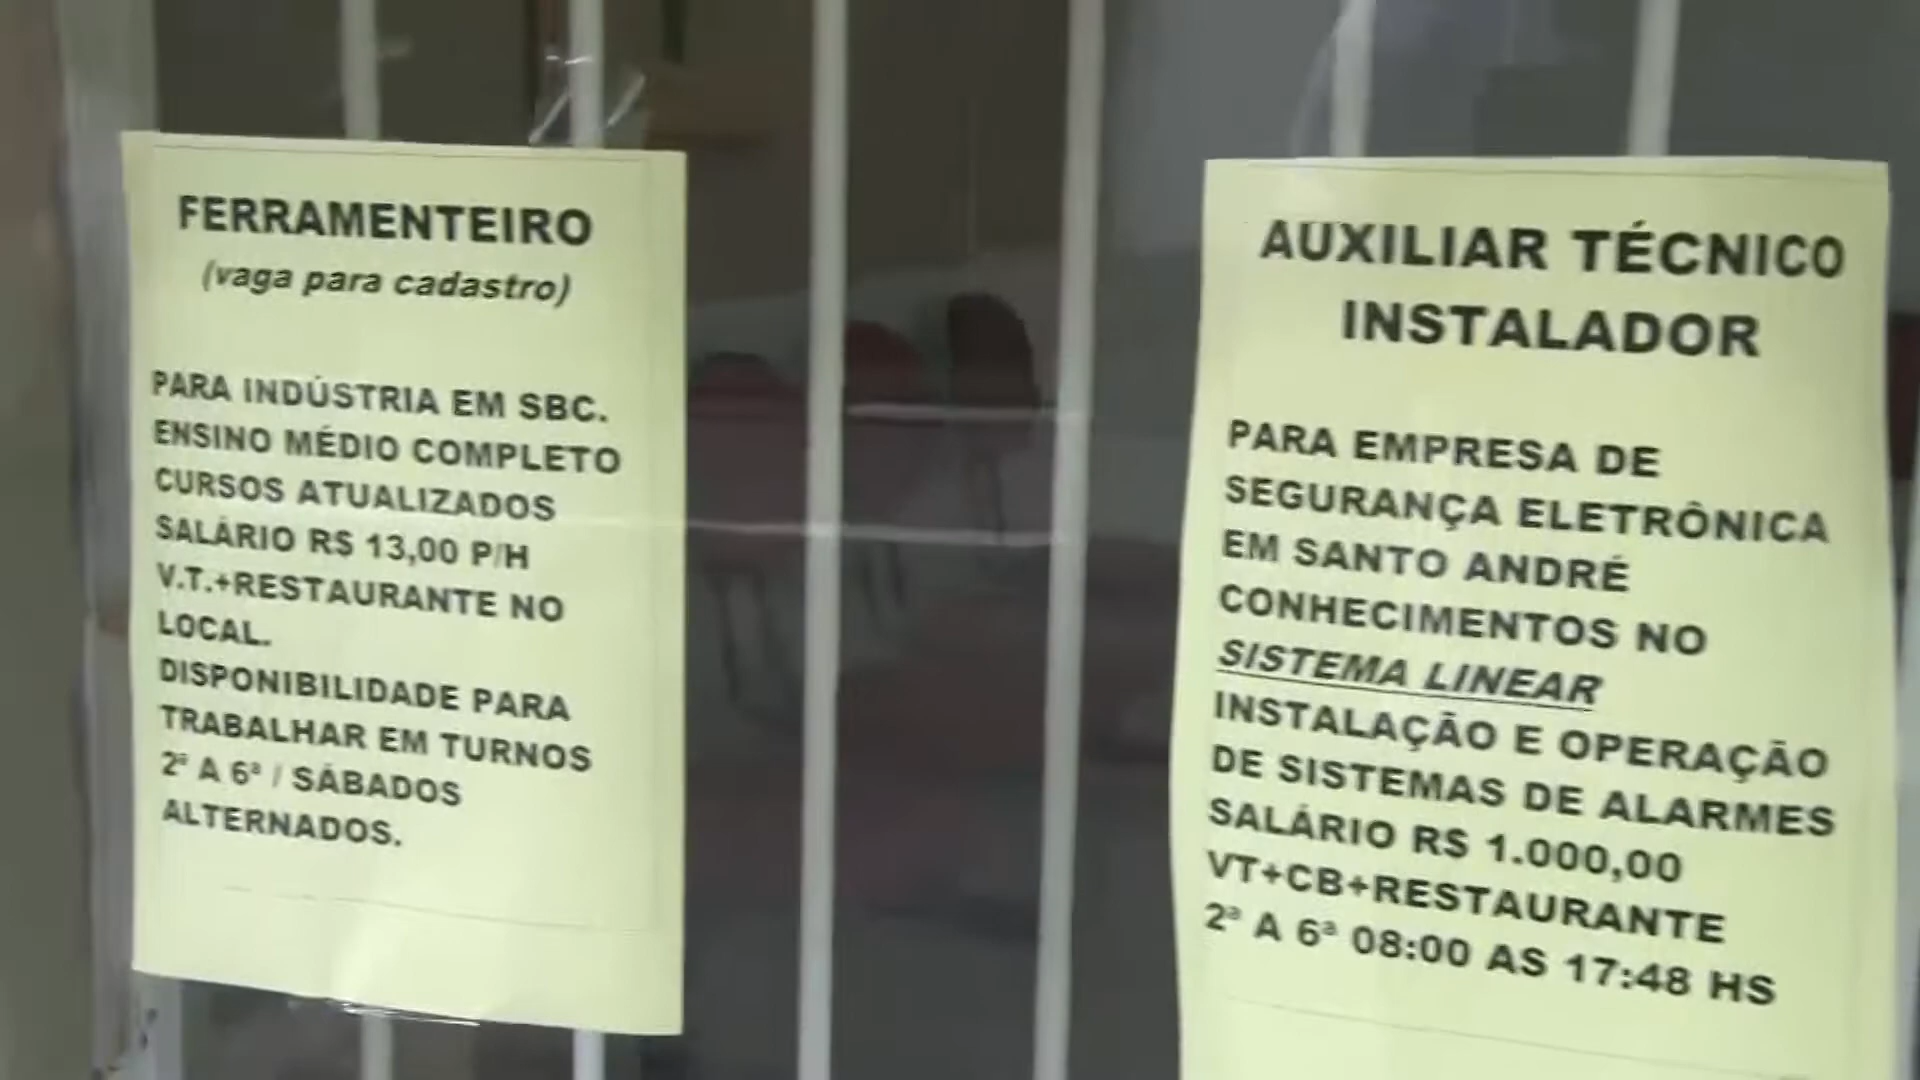 FERRAMENTEIRO
(vaga para cadastro)
PARA INDÚSTRIA EM SBC.
ENSINO MÉDIO COMPLETO
CURSOS ATUALIZADOS
SALÁRIO R$ 13,00 P/H
V.T.+RESTAURANTE NO
LOCAL.
DISPONIBILIDADE PARA
TRABALHAR EM TURNOS
2ª A 6ª / SÁBADOS
ALTERNADOS.
AUXILIAR TÉCNICO
INSTALADOR
PARA EMPRESA DE
SEGURANÇA ELETRÔNICA
EM SANTO ANDRÉ
CONHECIMENTOS NO
SISTEMA LINEAR
INSTALAÇÃO E OPERAÇÃO
DE SISTEMAS DE ALARMES
SALÁRIO R$ 1.000,00
VT+CB+RESTAURANTE
2ª A 6ª 08:00 AS 17:48 HS